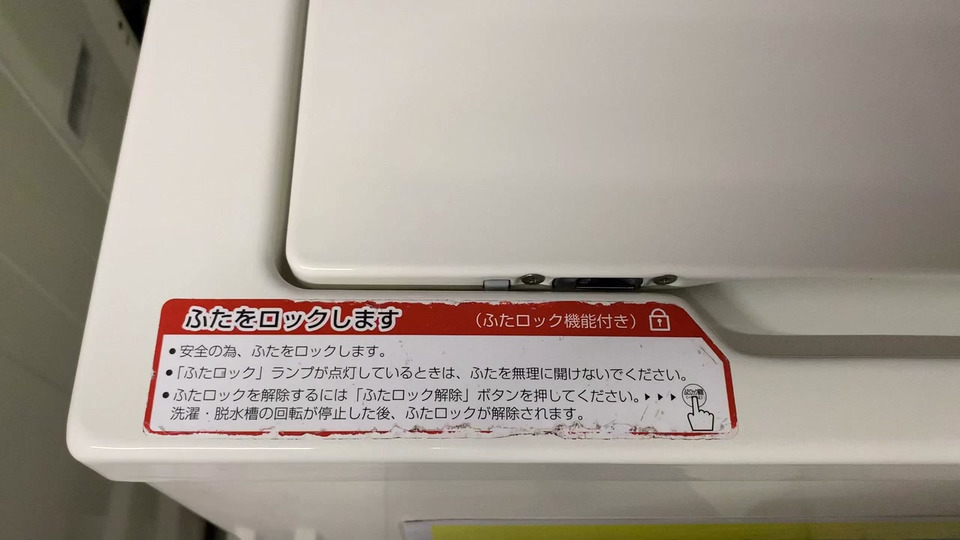 ふたをロックします
（ふたロック機能付き）
●安全の為、ふたをロックします。
●「ふたロック」ランプが点灯しているときは、ふたを無理に開けないでください。
●ふたロックを解除するには「ふたロック解除」ボタンを押してください。▶▶▶
洗濯・脱水槽の回転が停止した後、ふたロックが解除されます。